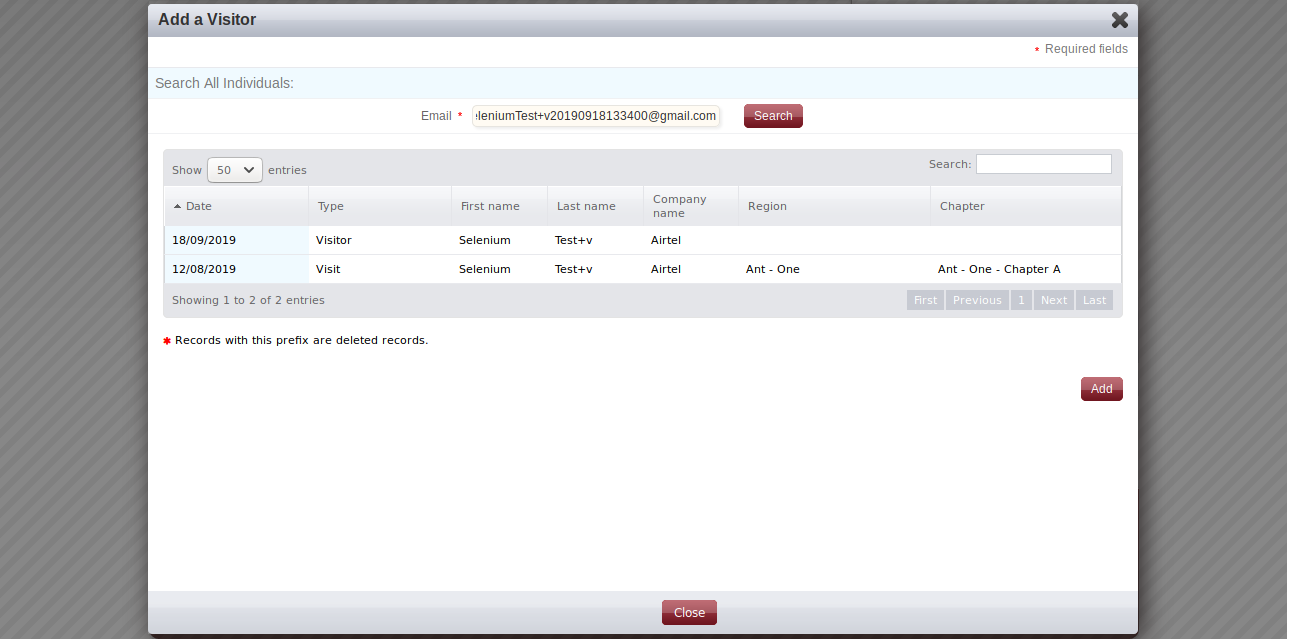 Add a Visitor
* Required fields
Search All Individuals:
Email * eleniumTest+v20190918133400@gmail.com Search
Show 50 entries Search:
Date Type First name Last name Company name Region Chapter
18/09/2019 Visitor Selenium Test+v Airtel
12/08/2019 Visit Selenium Test+v Airtel Ant - One Ant - One - Chapter A
Showing 1 to 2 of 2 entries First Previous 1 Next Last
* Records with this prefix are deleted records.
Add
Close